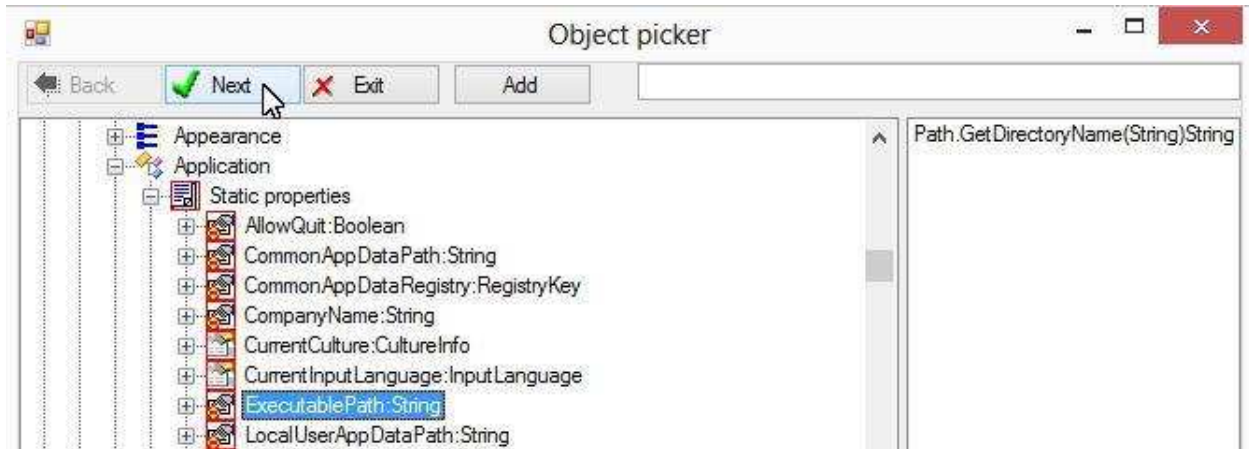 Object picker
Back Next Exit Add
Appearance
Application
Static properties
AllowQuit:Boolean
CommonAppDataPath:String
CommonAppDataRegistry:RegistryKey
CompanyName:String
CurrentCulture:CultureInfo
CurrentInputLanguage:InputLanguage
ExecutablePath:String
LocalUserAppDataPath:String
Path.GetDirectoryName(String)String